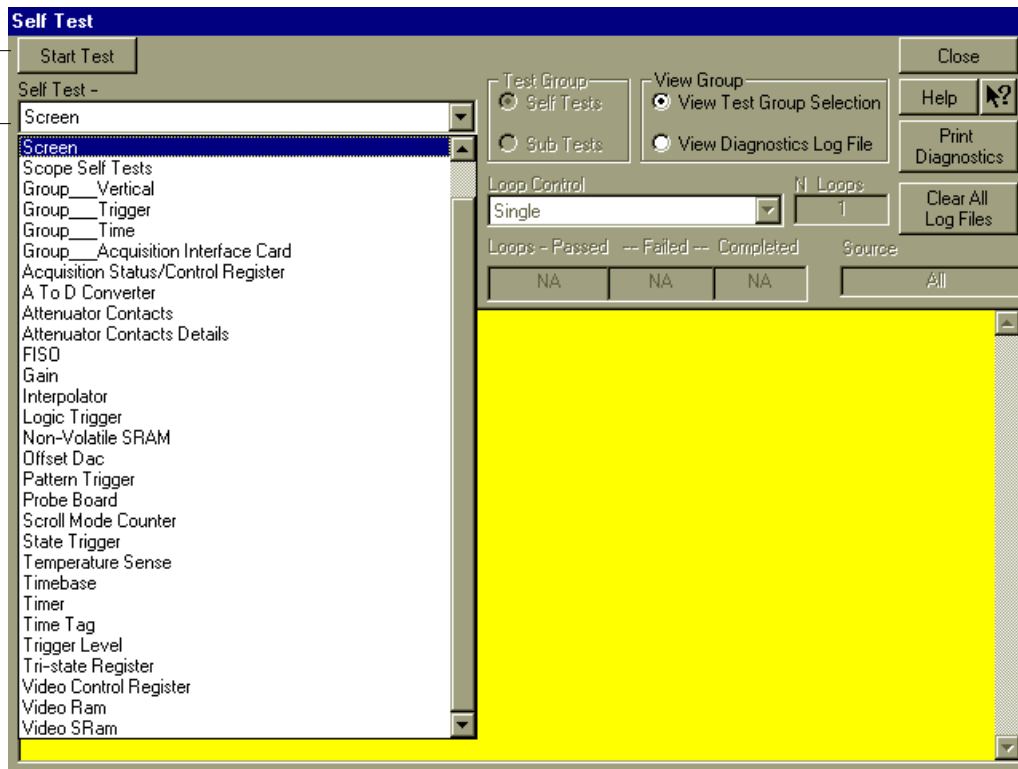 Self Test
Start Test
Close
Self Test -
Screen
Test Group
Self Tests
Sub Tests
View Group
View Test Group Selection
View Diagnostics Log File
Help
?
Print
Diagnostics
Loop Control
N Loops
Single
1
Clear All
Log Files
Loops - Passed -- Failed -- Completed
Source
NA
NA
NA
All
Screen
Scope Self Tests
Group___Vertical
Group___Trigger
Group___Time
Group___Acquisition Interface Card
Acquisition Status/Control Register
A To D Converter
Attenuator Contacts
Attenuator Contacts Details
FISO
Gain
Interpolator
Logic Trigger
Non-Volatile SRAM
Offset Dac
Pattern Trigger
Probe Board
Scroll Mode Counter
State Trigger
Temperature Sense
Timebase
Timer
Time Tag
Trigger Level
Tri-state Register
Video Control Register
Video Ram
Video SRam